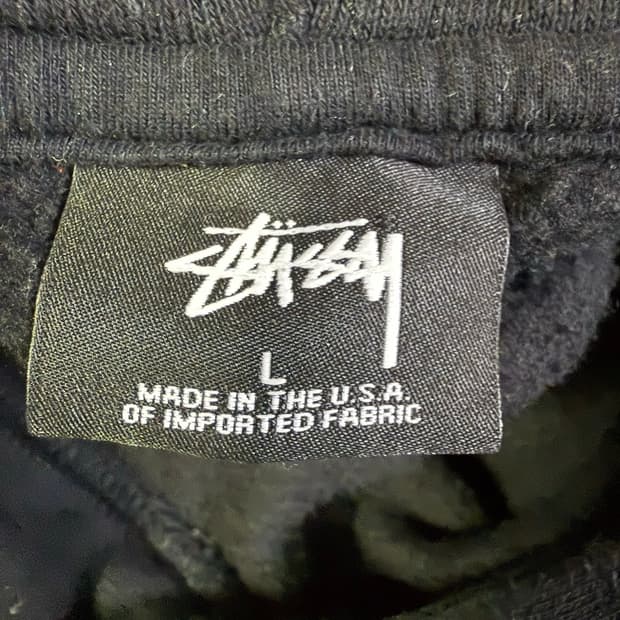 STÜSSY
L
MADE IN THE U.S.A.
OF IMPORTED FABRIC